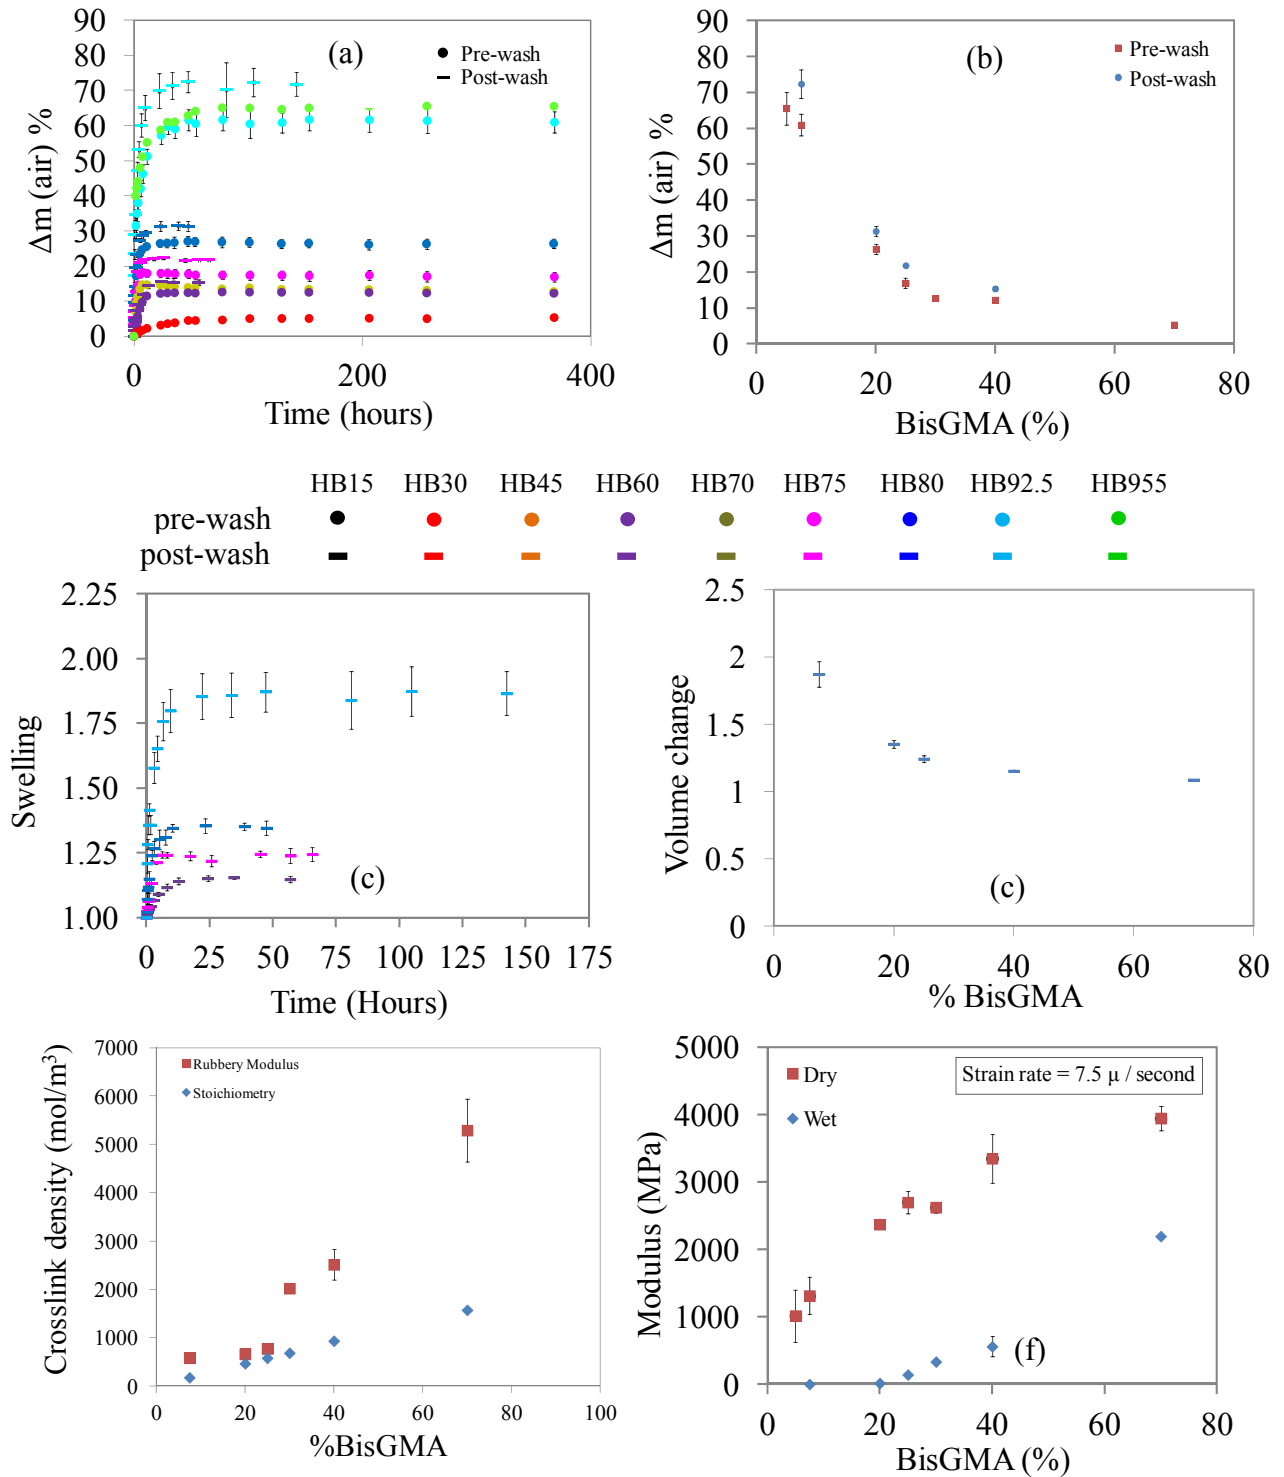 90
80
70
60
50
40
30
20
10
0
Δm (air) %
(a)
Pre-wash
Post-wash
0 200 400
Time (hours)
90
80
70
60
50
40
30
20
10
0
Δm (air) %
(b)
Pre-wash
Post-wash
0 20 40 60 80
BisGMA (%)
HB15 HB30 HB45 HB60 HB70 HB75 HB80 HB92.5 HB955
pre-wash
post-wash
2.25
2.00
1.75
1.50
1.25
1.00
Swelling
(c)
0 25 50 75 100 125 150 175
Time (Hours)
2.5
2
1.5
1
0.5
0
Volume change
(c)
0 20 40 60 80
% BisGMA
7000
6000
5000
4000
3000
2000
1000
0
Crosslink density (mol/m³)
Rubbery Modulus
Stoichiometry
0 20 40 60 80 100
%BisGMA
5000
4000
3000
2000
1000
0
Modulus (MPa)
Dry
Wet
Strain rate = 7.5 μ / second
(f)
0 20 40 60 80
BisGMA (%)